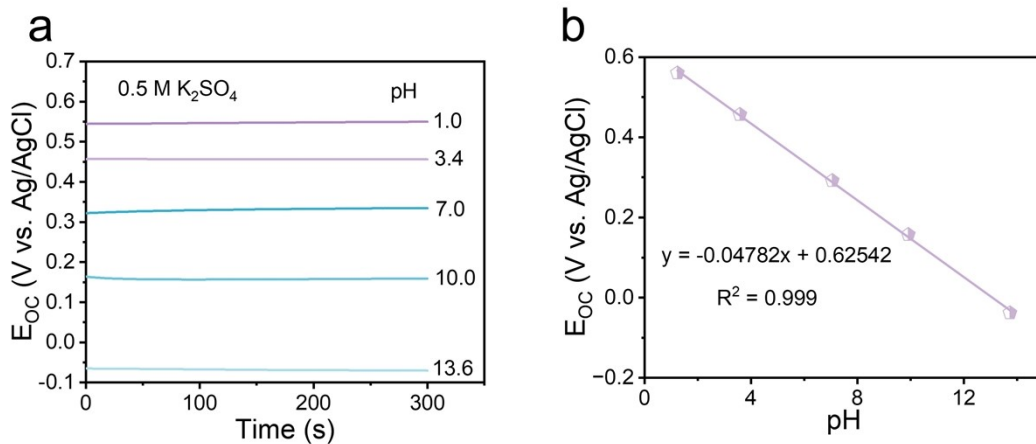 a
0.5 M K₂SO₄
pH
1.0
3.4
7.0
10.0
13.6
0.7
0.6
0.5
0.4
0.3
0.2
0.1
0.0
-0.1
E_OC (V vs. Ag/AgCl)
0 100 200 300
Time (s)
b
y = -0.04782x + 0.62542
R² = 0.999
0.6
0.4
0.2
0.0
−0.2
E_OC (V vs. Ag/AgCl)
0 4 8 12
pH